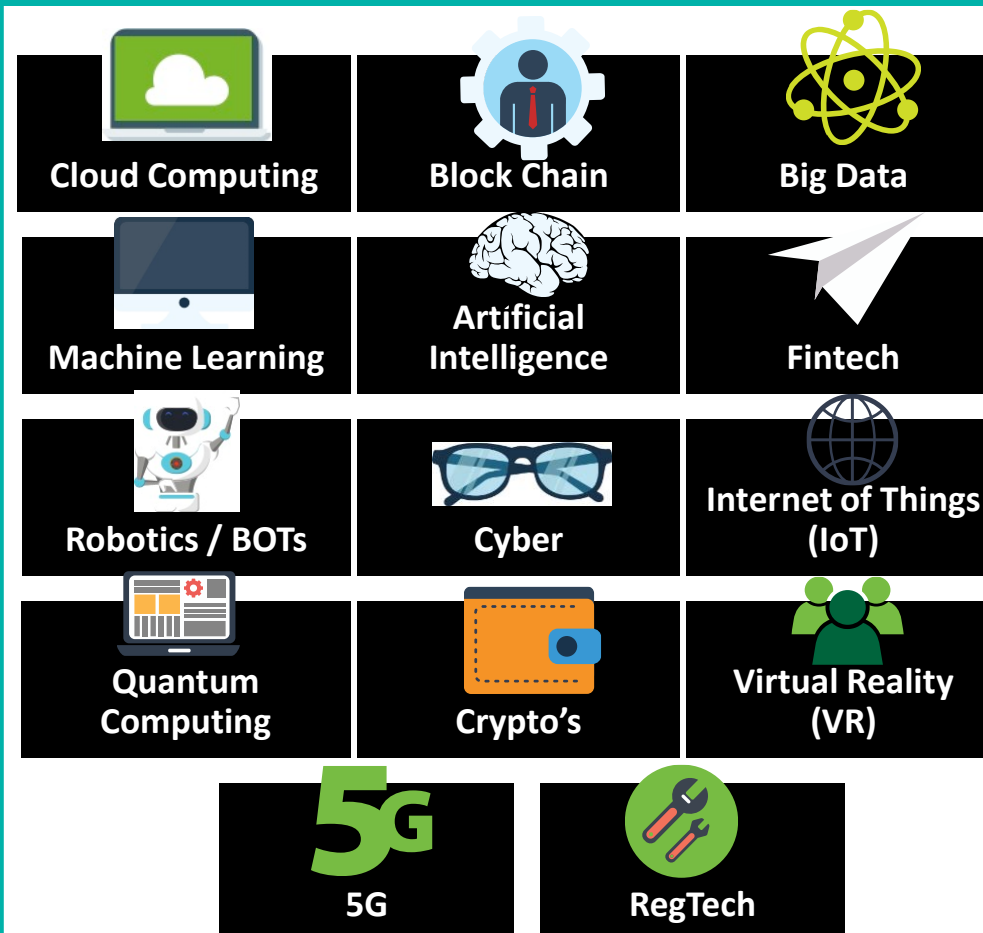 Cloud Computing
Block Chain
Big Data
Machine Learning
Artificial
Intelligence
Fintech
Robotics / BOTs
Cyber
Internet of Things
(IoT)
Quantum
Computing
Crypto’s
Virtual Reality
(VR)
5G
5G
RegTech